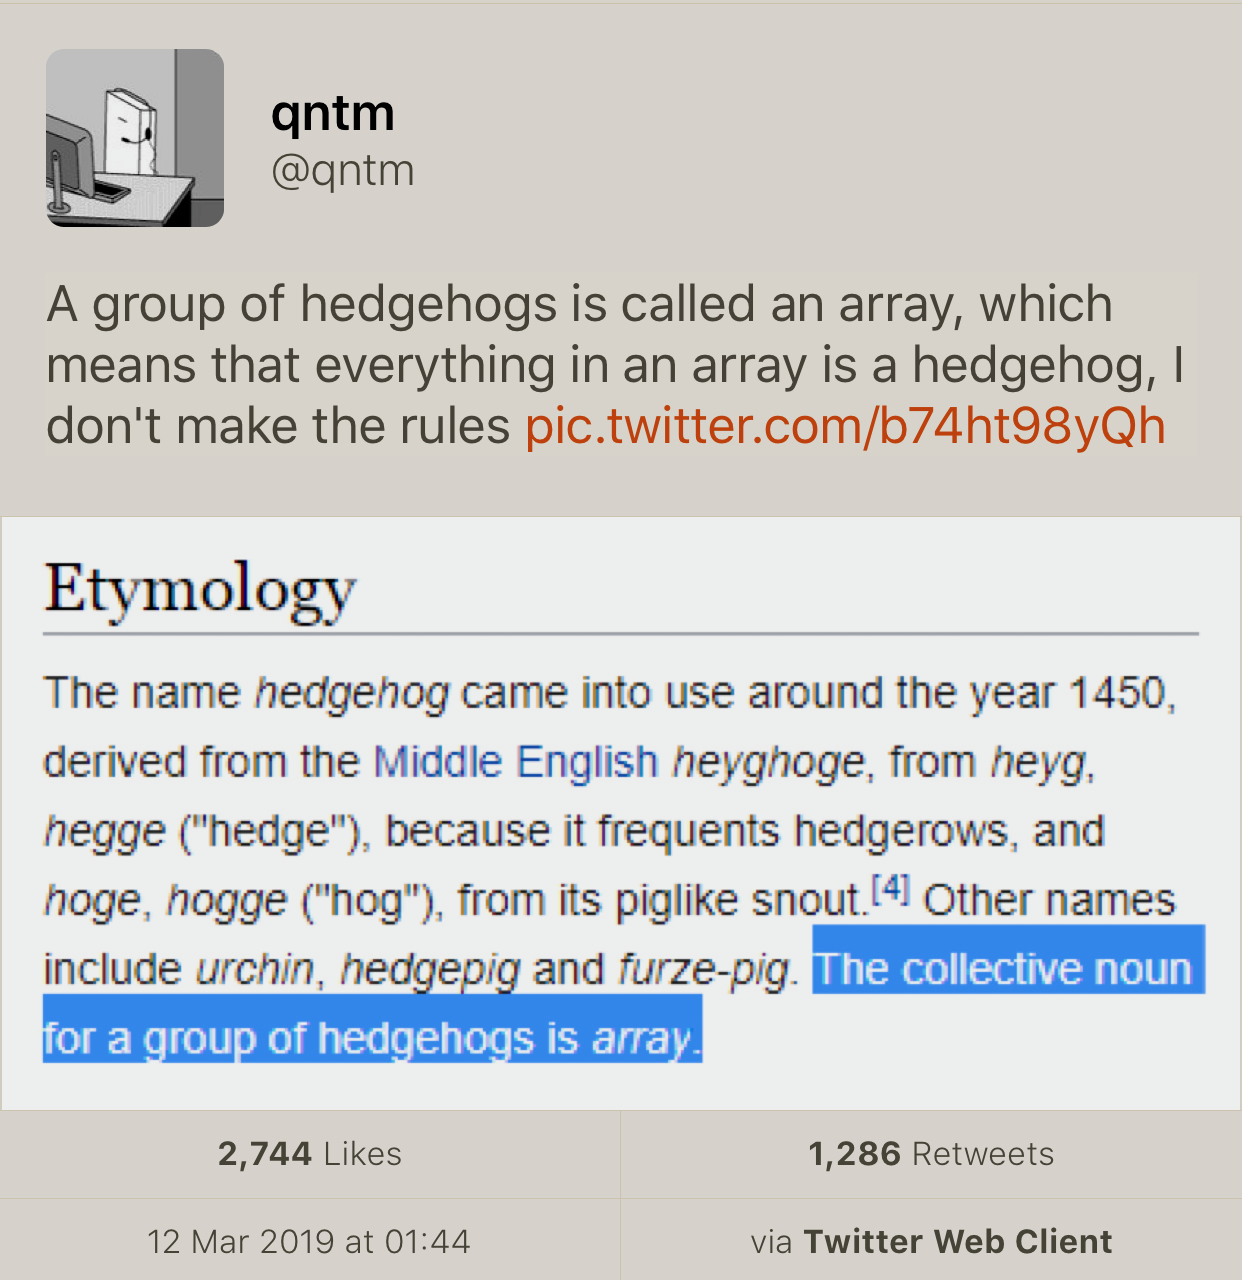 qntm
@qntm
A group of hedgehogs is called an array, which
means that everything in an array is a hedgehog, I
don't make the rules pic.twitter.com/b74ht98yQh
Etymology
The name hedgehog came into use around the year 1450,
derived from the Middle English heyghoge, from heyg,
hegge ("hedge"), because it frequents hedgerows, and
hoge, hogge ("hog"), from its piglike snout.[4] Other names
include urchin, hedgepig and furze-pig. The collective noun
for a group of hedgehogs is array.
2,744 Likes
1,286 Retweets
12 Mar 2019 at 01:44
via Twitter Web Client